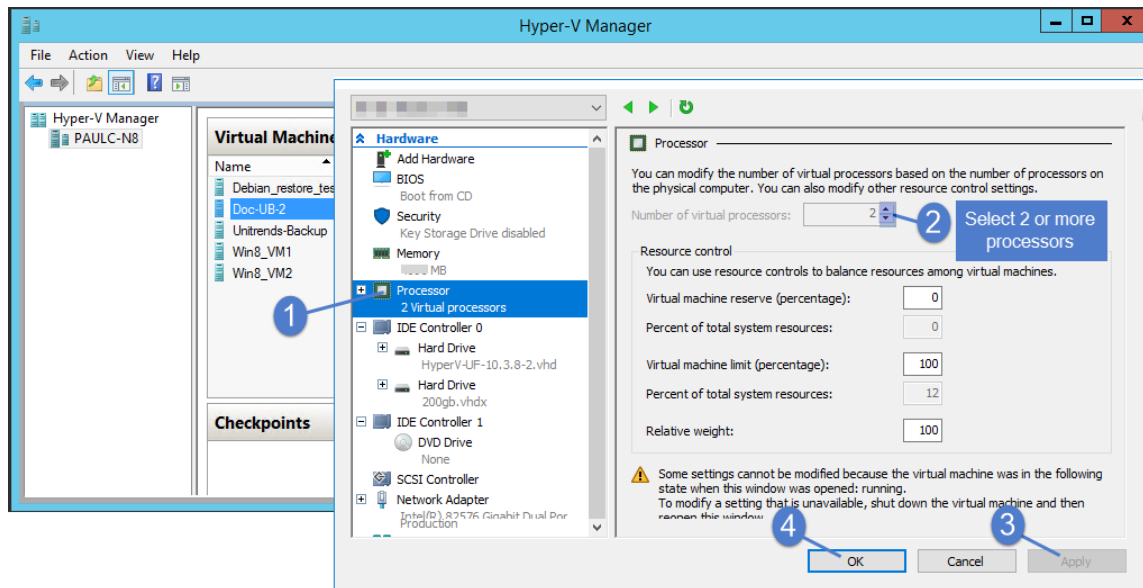 Hyper-V Manager
File Action View Help
Hyper-V Manager
PAULC-N8
Virtual Machine
Name
Debian_restore_tes
Doc-UB-2
Unitrends-Backup
Win8_VM1
Win8_VM2
Checkpoints
Hardware
Add Hardware
BIOS
Boot from CD
Security
Key Storage Drive disabled
Memory
MB
Processor
2 Virtual processors
1
IDE Controller 0
Hard Drive
HyperV-UF-10.3.8-2.vhd
Hard Drive
200gb.vhdx
IDE Controller 1
DVD Drive
None
SCSI Controller
Network Adapter
Intel(R) 82576 Gigabit Dual Por
Production
Processor
You can modify the number of virtual processors based on the number of processors on
the physical computer. You can also modify other resource control settings.
Number of virtual processors: 2
2
Select 2 or more
processors
Resource control
You can use resource controls to balance resources among virtual machines.
Virtual machine reserve (percentage): 0
Percent of total system resources: 0
Virtual machine limit (percentage): 100
Percent of total system resources: 12
Relative weight: 100
Some settings cannot be modified because the virtual machine was in the following
state when this window was opened: running.
To modify a setting that is unavailable, shut down the virtual machine and then
reopen this window.
4
3
OK Cancel Apply